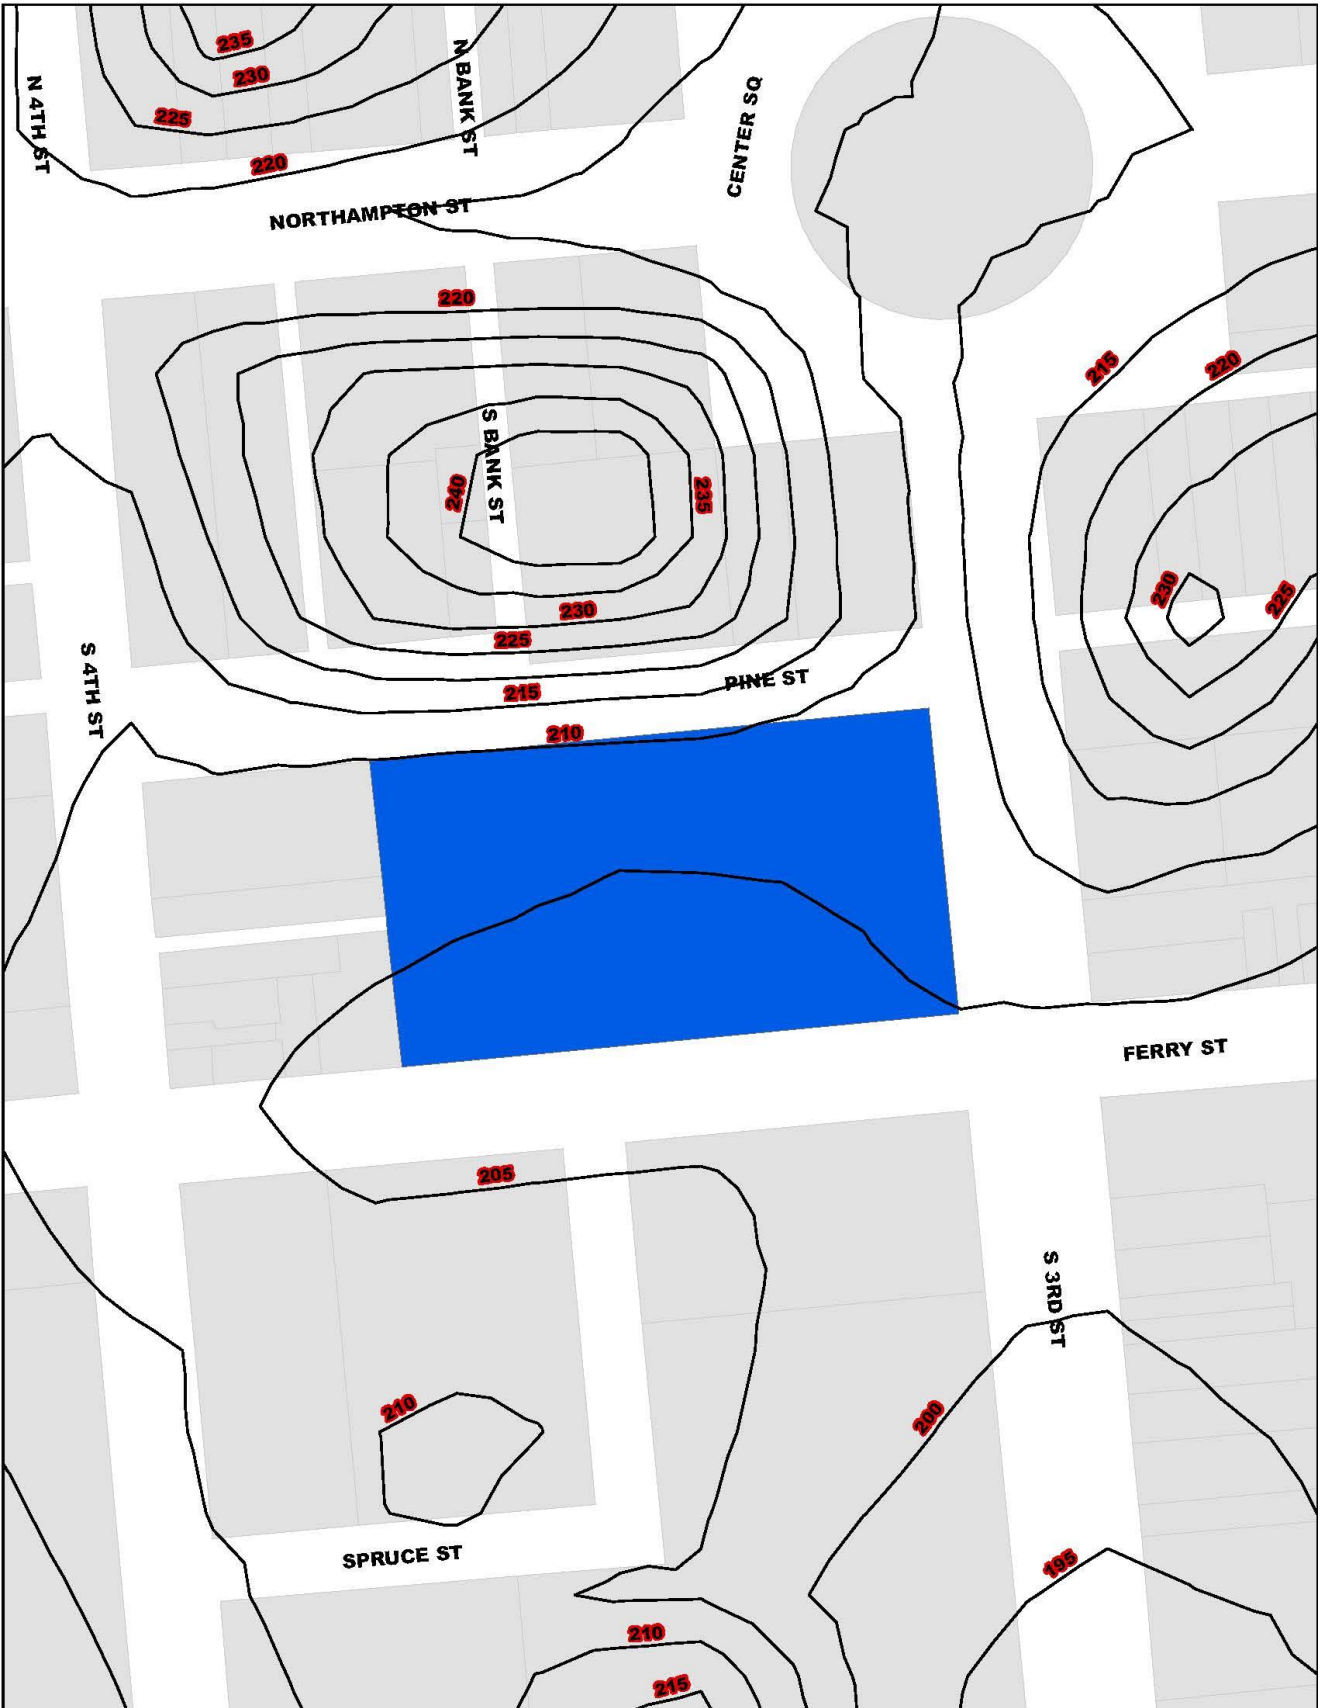 235
230
225
220
N 4TH ST
N BANK ST
CENTER SQ
NORTHAMPTON ST
220
215
220
240
S BANK ST
235
230
225
230
225
S 4TH ST
215
PINE ST
210
FERRY ST
205
S 3RD ST
210
200
SPRUCE ST
195
210
215